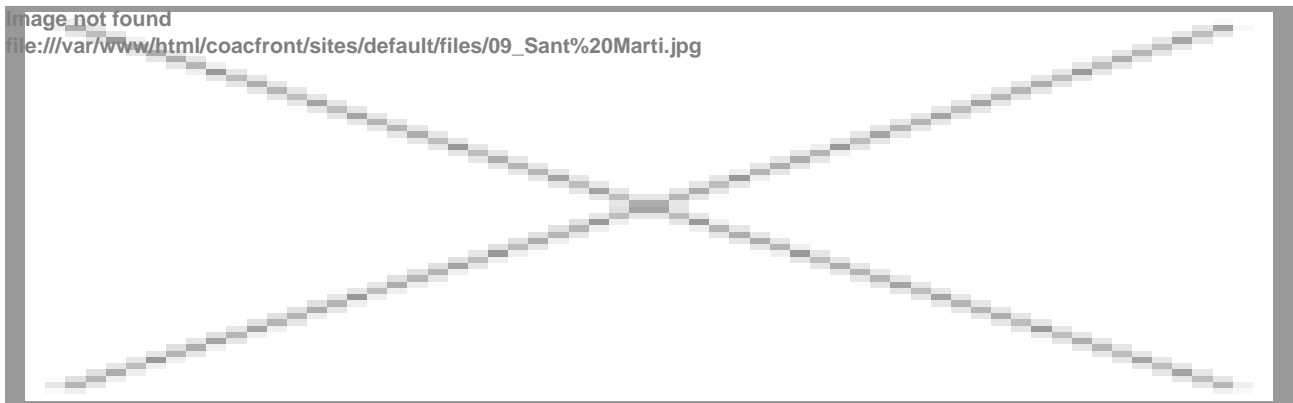 Image not found
file:///var/www/html/coacfront/sites/default/files/09_Sant%20Marti.jpg